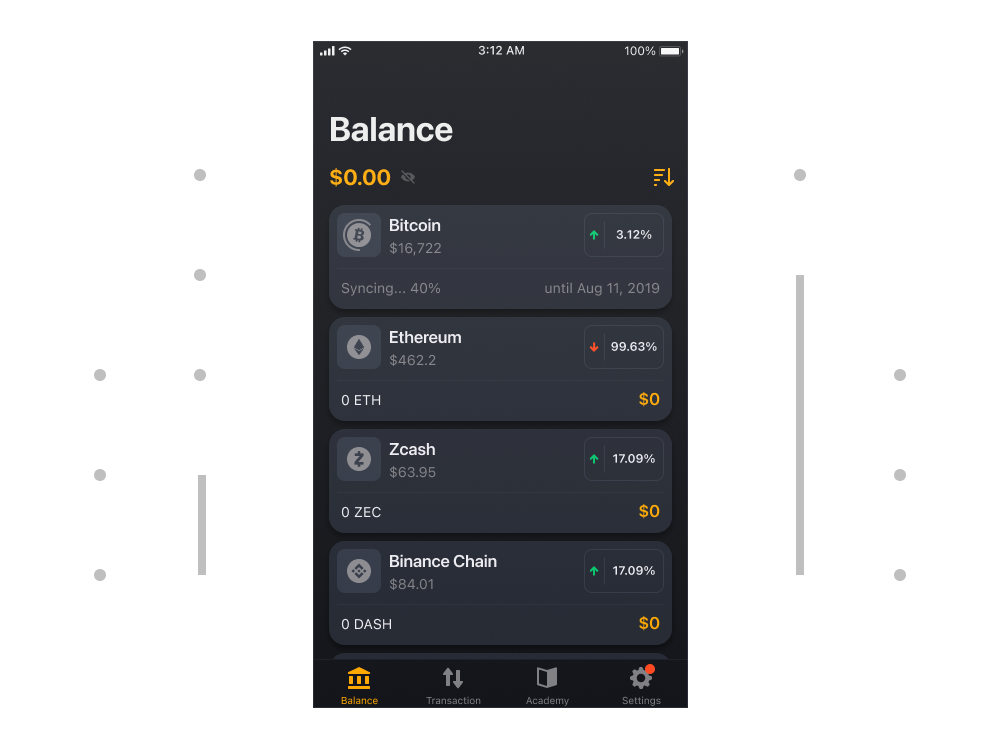 3:12 AM 100%
Balance
$0.00
Bitcoin
$16,722
3.12%
Syncing... 40% until Aug 11, 2019
Ethereum
$462.2
99.63%
0 ETH $0
Zcash
$63.95
17.09%
0 ZEC $0
Binance Chain
$84.01
17.09%
0 DASH $0
Balance Transaction Academy Settings